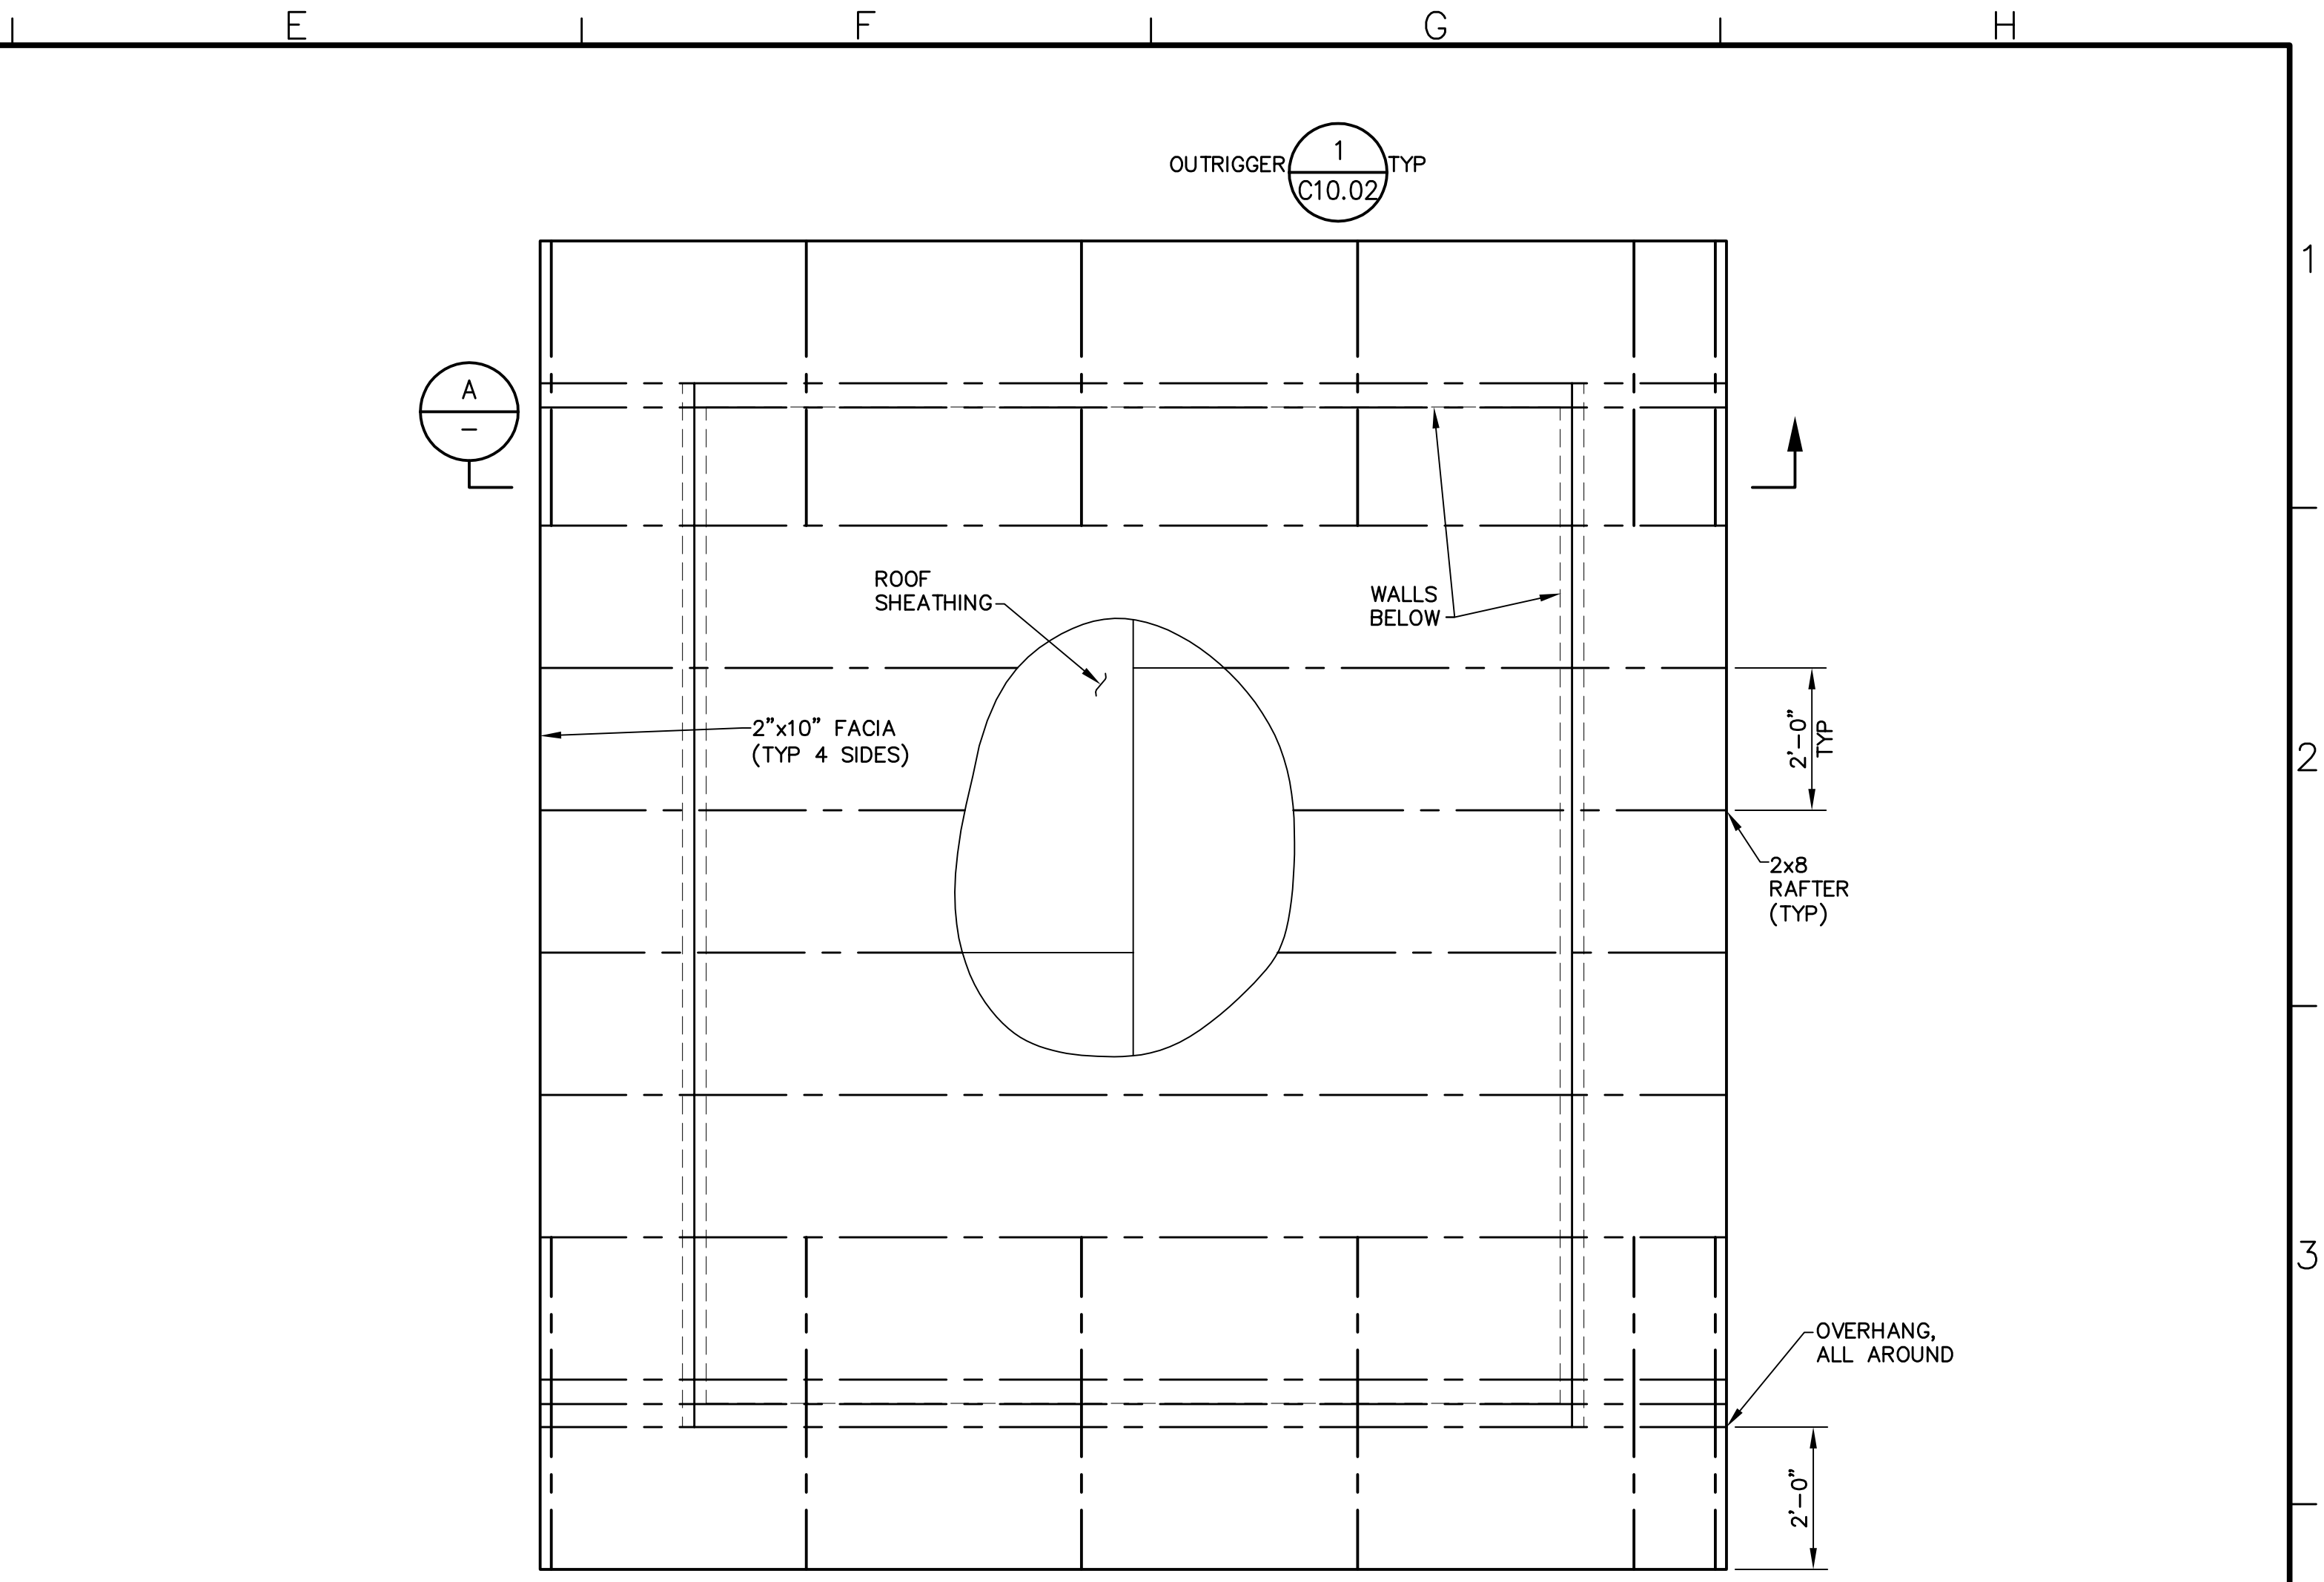 E F G H
1
OUTRIGGER 1 TYP
C10.02
1
A
-
ROOF
SHEATHING
WALLS
BELOW
2"x10" FACIA
(TYP 4 SIDES)
2'-0"
TYP
2
2x8
RAFTER
(TYP)
3
OVERHANG,
ALL AROUND
2'-0"